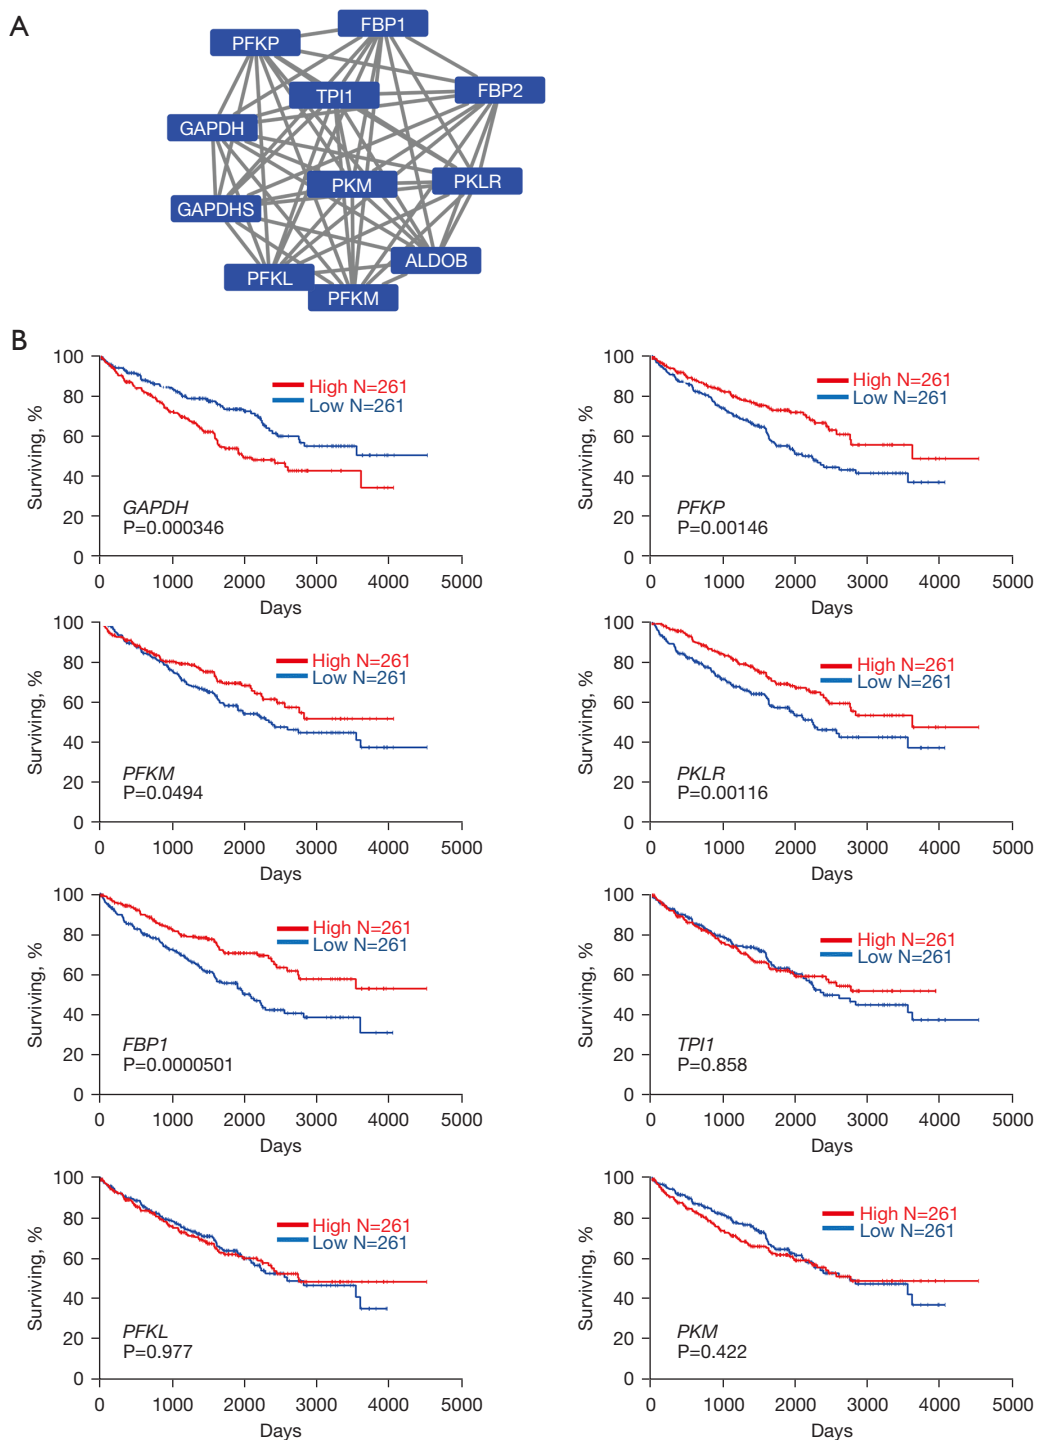 A
FBP1
PFKP
FBP2
TPI1
GAPDH
PKM
PKLR
GAPDHS
ALDOB
PFKL
PFKM
B
Surviving, %
100
80
60
40
20
0
High N=261
Low N=261
GAPDH
P=0.000346
0 1000 2000 3000 4000 5000
Days
Surviving, %
100
80
60
40
20
0
High N=261
Low N=261
PFKP
P=0.00146
0 1000 2000 3000 4000 5000
Days
Surviving, %
100
80
60
40
20
0
High N=261
Low N=261
PFKM
P=0.0494
0 1000 2000 3000 4000 5000
Days
Surviving, %
100
80
60
40
20
0
High N=261
Low N=261
PKLR
P=0.00116
0 1000 2000 3000 4000 5000
Days
Surviving, %
100
80
60
40
20
0
High N=261
Low N=261
FBP1
P=0.0000501
0 1000 2000 3000 4000 5000
Days
Surviving, %
100
80
60
40
20
0
High N=261
Low N=261
TPI1
P=0.858
0 1000 2000 3000 4000 5000
Days
Surviving, %
100
80
60
40
20
0
High N=261
Low N=261
PFKL
P=0.977
0 1000 2000 3000 4000 5000
Days
Surviving, %
100
80
60
40
20
0
High N=261
Low N=261
PKM
P=0.422
0 1000 2000 3000 4000 5000
Days